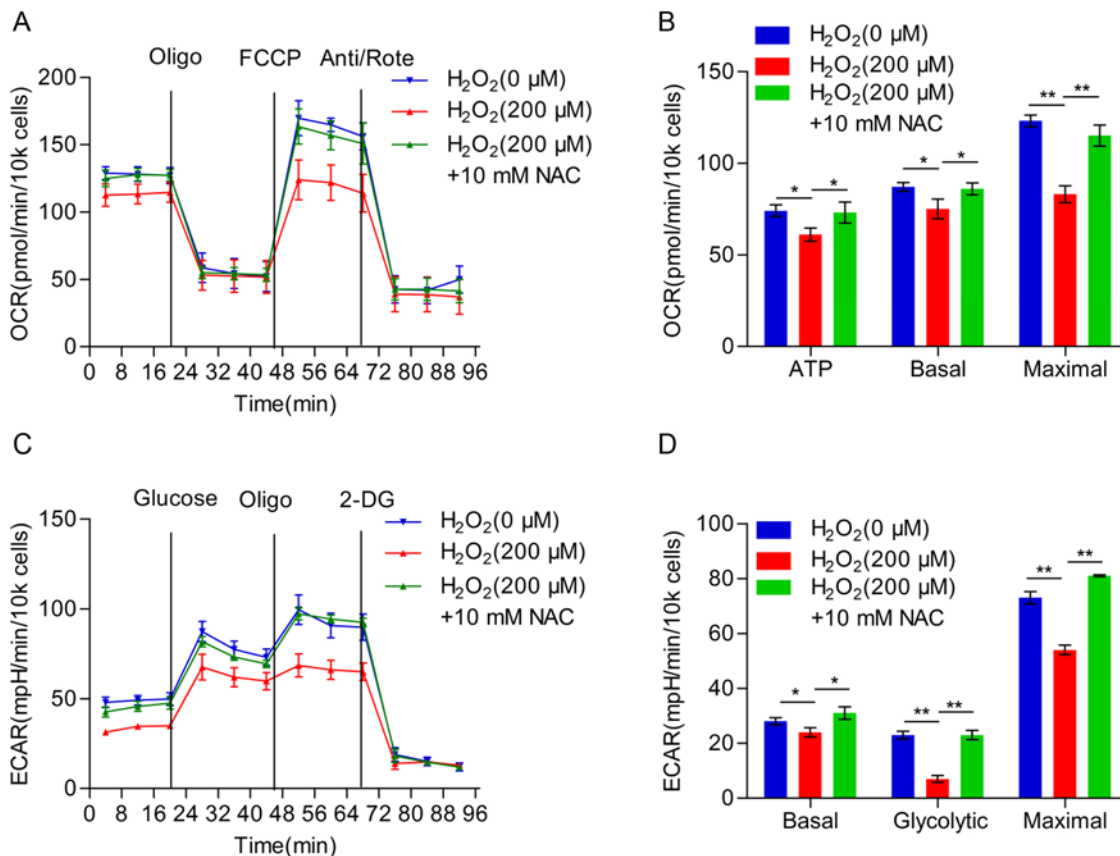 A
Oligo FCCP Anti/Rote
H₂O₂(0 µM)
H₂O₂(200 µM)
H₂O₂(200 µM)
+10 mM NAC
OCR(pmol/min/10k cells)
200
150
100
50
0
0 8 16 24 32 40 48 56 64 72 80 88 96
Time(min)
B
H₂O₂(0 µM)
H₂O₂(200 µM)
H₂O₂(200 µM)
+10 mM NAC
OCR(pmol/min/10k cells)
150
100
50
0
* * * * ** **
ATP Basal Maximal
C
Glucose Oligo 2-DG
H₂O₂(0 µM)
H₂O₂(200 µM)
H₂O₂(200 µM)
+10 mM NAC
ECAR(mpH/min/10k cells)
150
100
50
0
0 8 16 24 32 40 48 56 64 72 80 88 96
Time(min)
D
H₂O₂(0 µM)
H₂O₂(200 µM)
H₂O₂(200 µM)
+10 mM NAC
ECAR(mpH/min/10k cells)
100
80
60
40
20
0
* * ** ** ** **
Basal Glycolytic Maximal